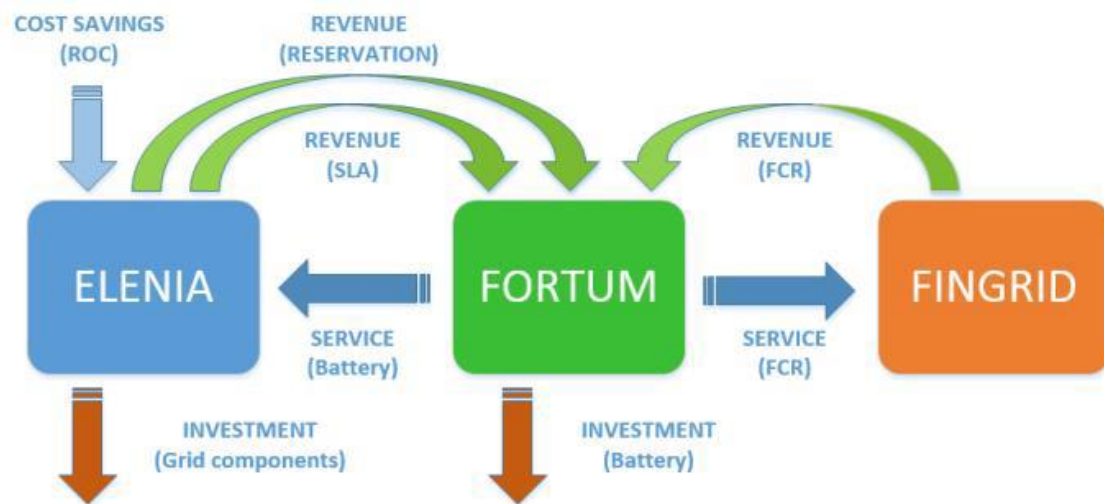 COST SAVINGS
(ROC)
REVENUE
(RESERVATION)
REVENUE
(SLA)
REVENUE
(FCR)
ELENIA
FORTUM
FINGRID
SERVICE
(Battery)
SERVICE
(FCR)
INVESTMENT
(Grid components)
INVESTMENT
(Battery)